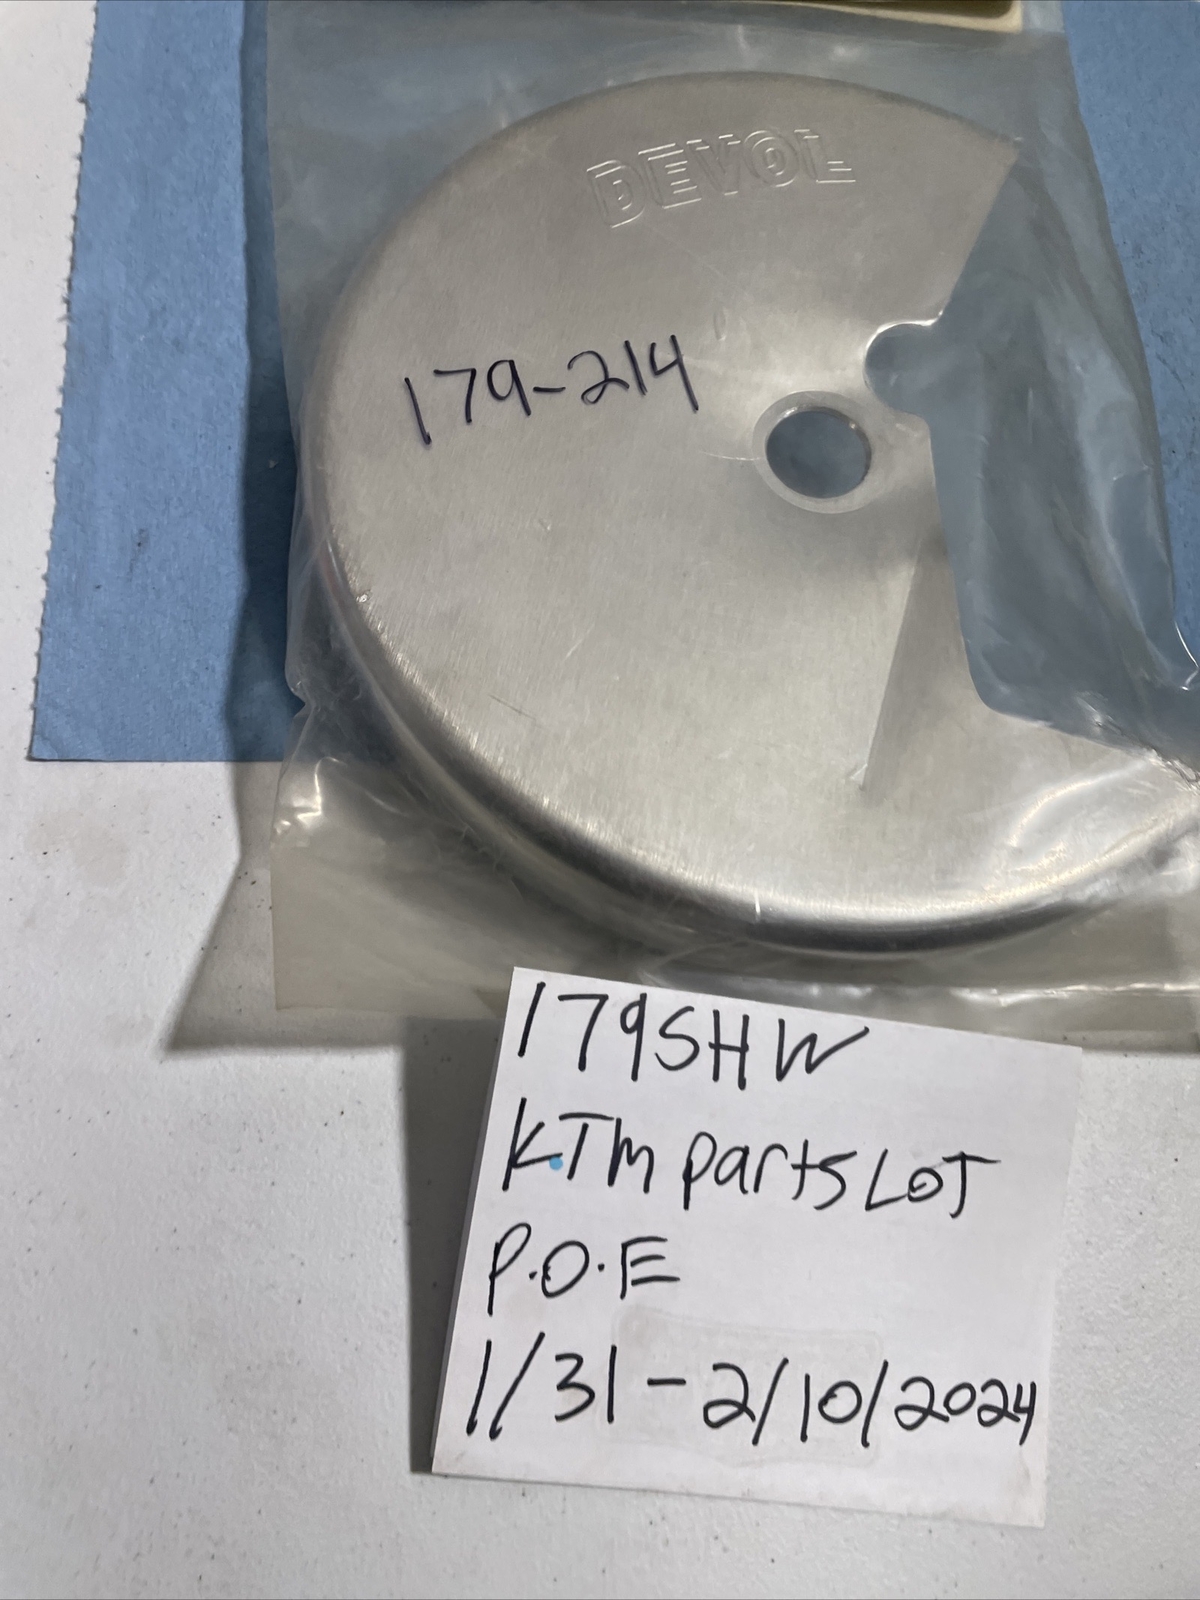 DEVOL
179-214
179SHW
KTM parts LOT
P.O.E
1/31-2/10/2024